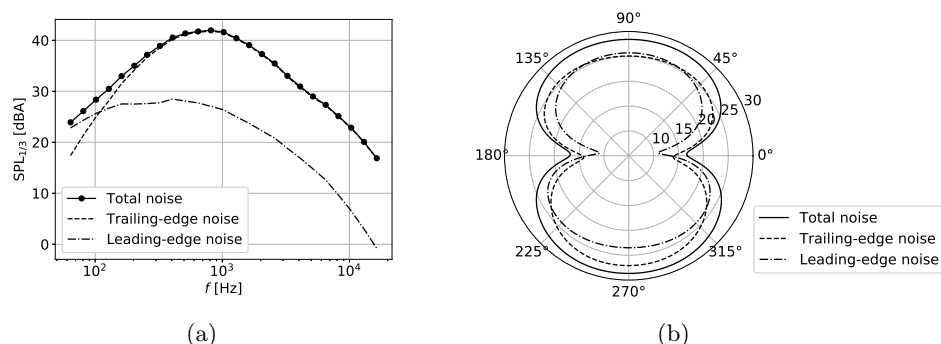 40
30
20
10
0
SPL1/3 [dBA]
Total noise
Trailing-edge noise
Leading-edge noise
10²
10³
10⁴
f [Hz]
(a)
90°
135°
45°
180°
0°
10
15
20
25
30
225°
315°
270°
Total noise
Trailing-edge noise
Leading-edge noise
(b)